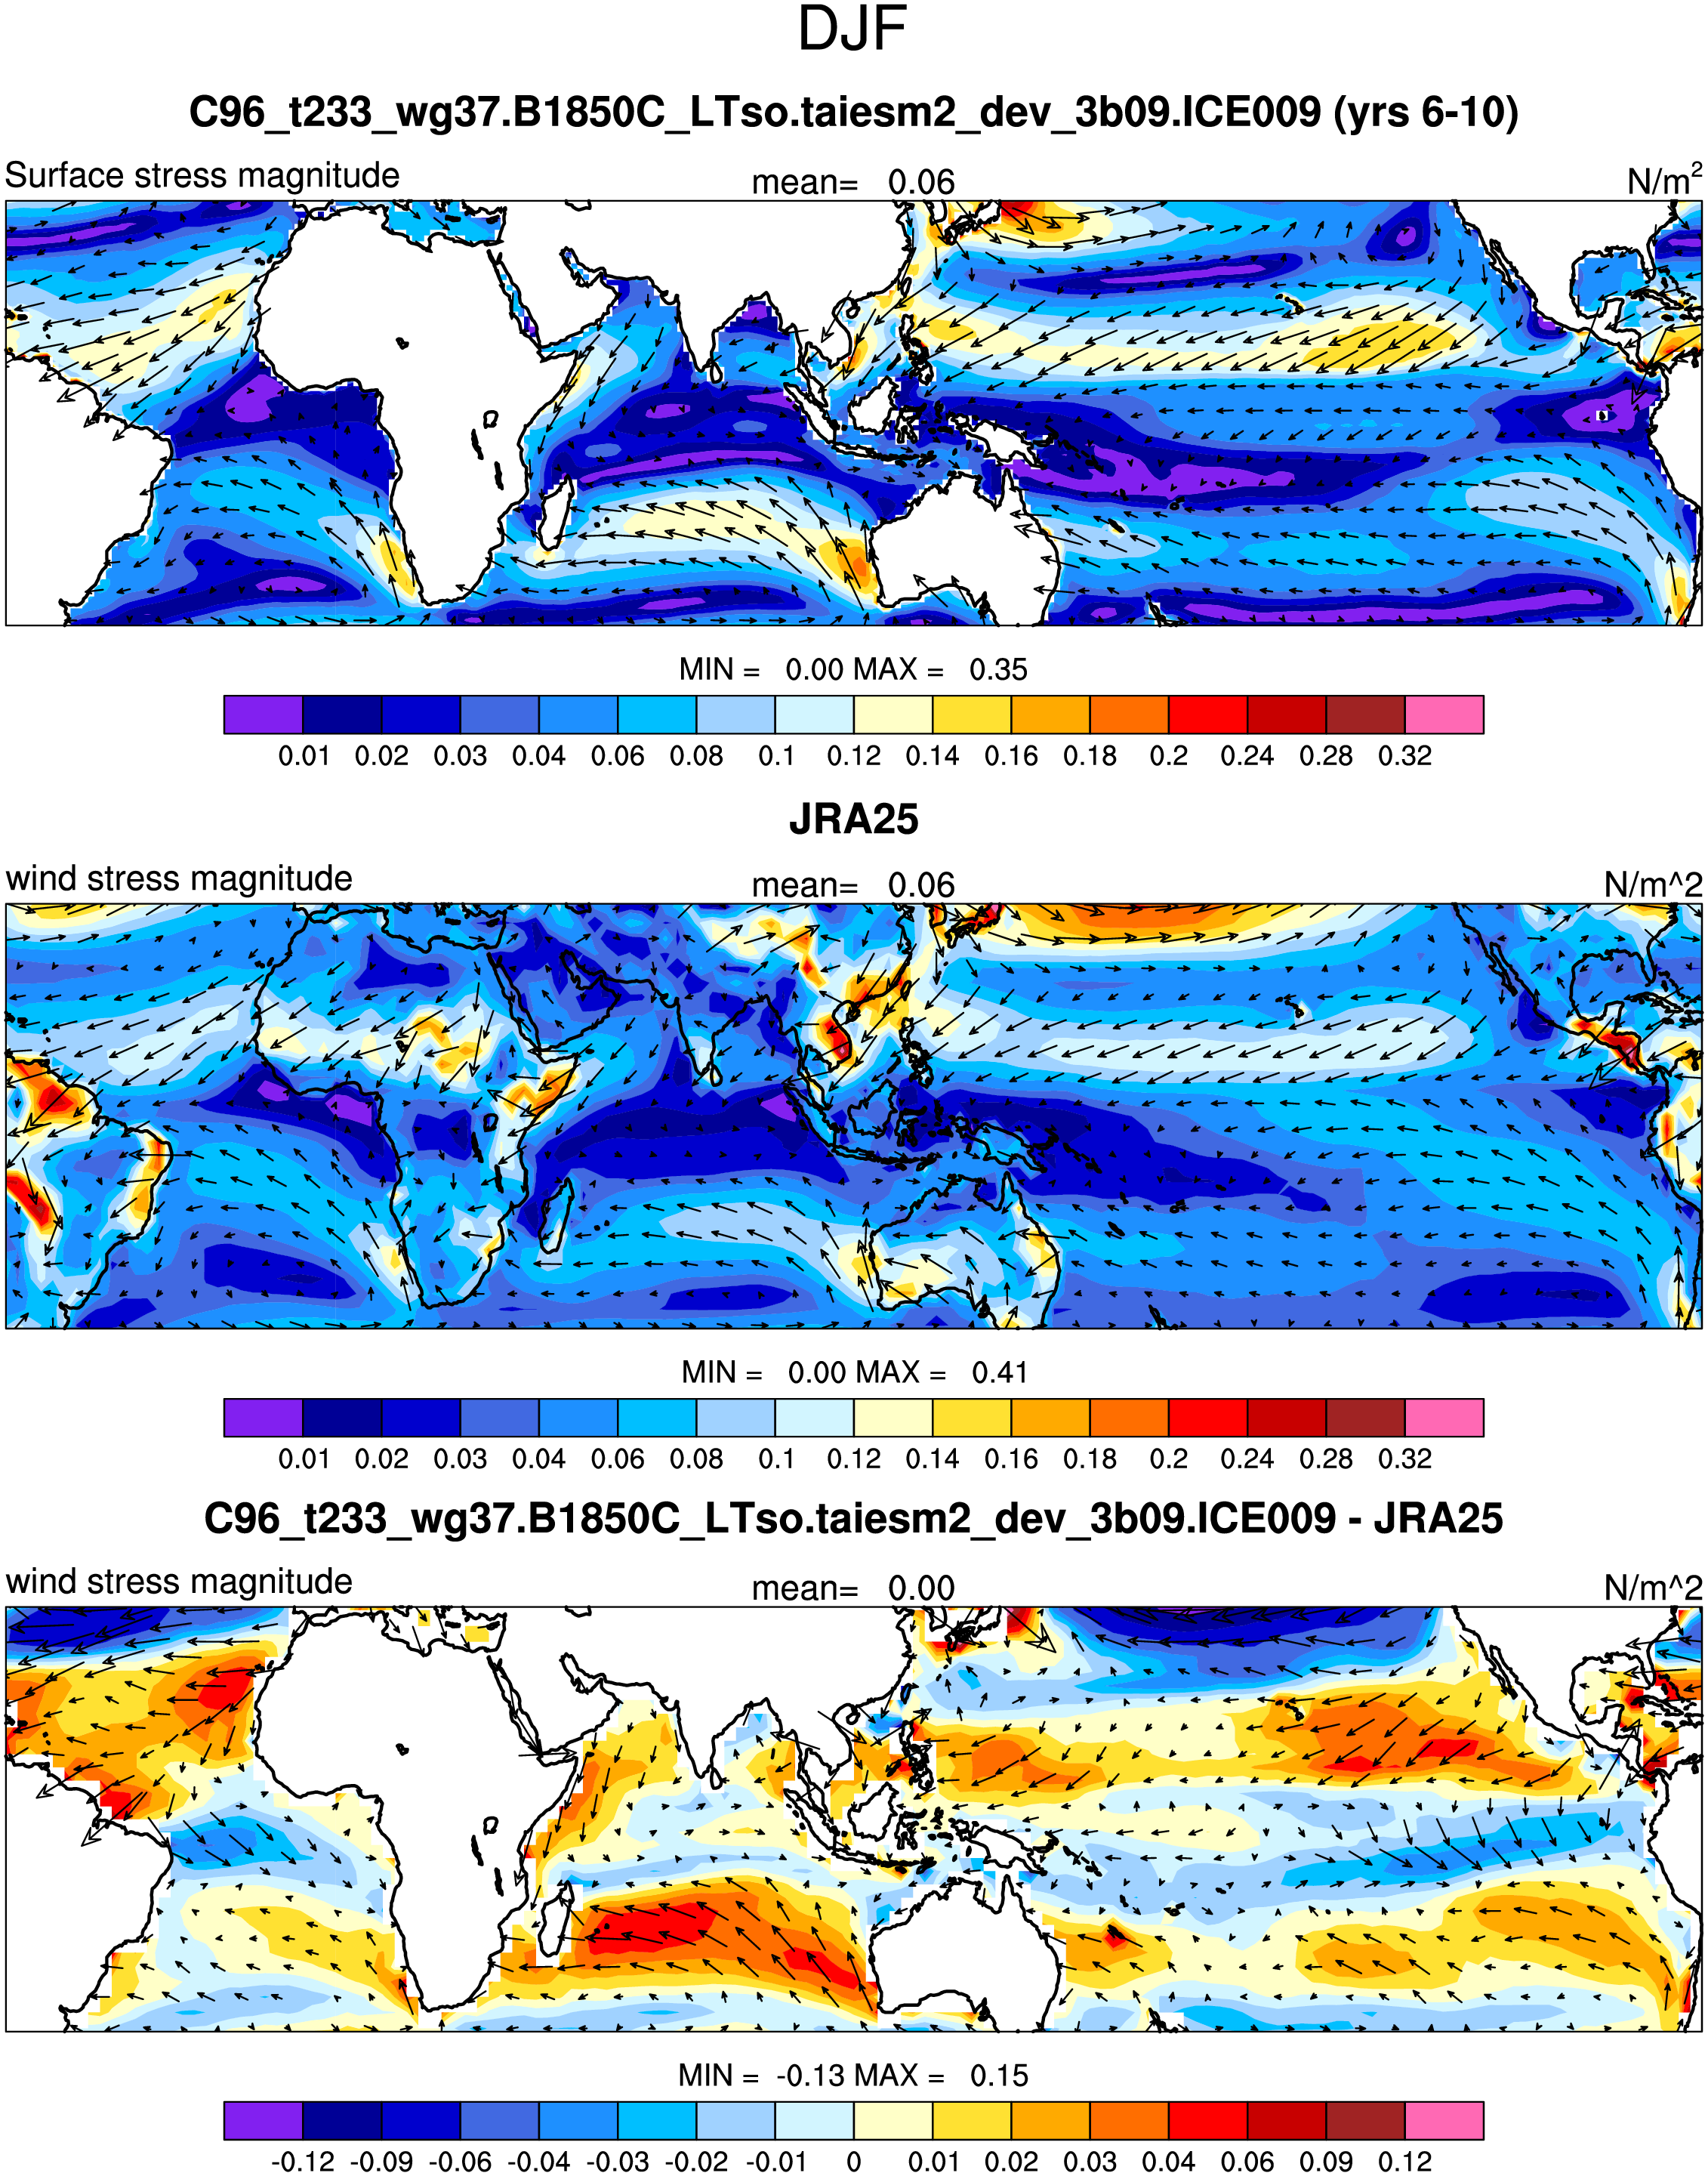 DJF
C96_t233_wg37.B1850C_LTso.taiesm2_dev_3b09.ICE009 (yrs 6-10)
Surface stress magnitude mean= 0.06 N/m2
MIN = 0.00 MAX = 0.35
0.01 0.02 0.03 0.04 0.06 0.08 0.1 0.12 0.14 0.16 0.18 0.2 0.24 0.28 0.32
JRA25
wind stress magnitude mean= 0.06 N/m^2
MIN = 0.00 MAX = 0.41
0.01 0.02 0.03 0.04 0.06 0.08 0.1 0.12 0.14 0.16 0.18 0.2 0.24 0.28 0.32
C96_t233_wg37.B1850C_LTso.taiesm2_dev_3b09.ICE009 - JRA25
wind stress magnitude mean= 0.00 N/m^2
MIN = -0.13 MAX = 0.15
-0.12 -0.09 -0.06 -0.04 -0.03 -0.02 -0.01 0 0.01 0.02 0.03 0.04 0.06 0.09 0.12